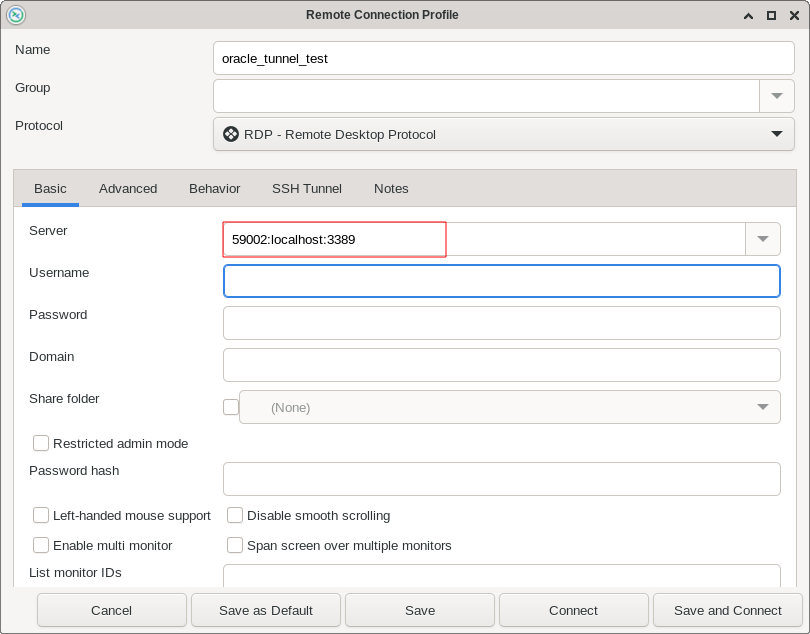 Remote Connection Profile
Name
oracle_tunnel_test
Group
Protocol
RDP - Remote Desktop Protocol
Basic
Advanced
Behavior
SSH Tunnel
Notes
Server
59002:localhost:3389
Username
Password
Domain
Share folder
(None)
Restricted admin mode
Password hash
Left-handed mouse support
Disable smooth scrolling
Enable multi monitor
Span screen over multiple monitors
List monitor IDs
Cancel
Save as Default
Save
Connect
Save and Connect